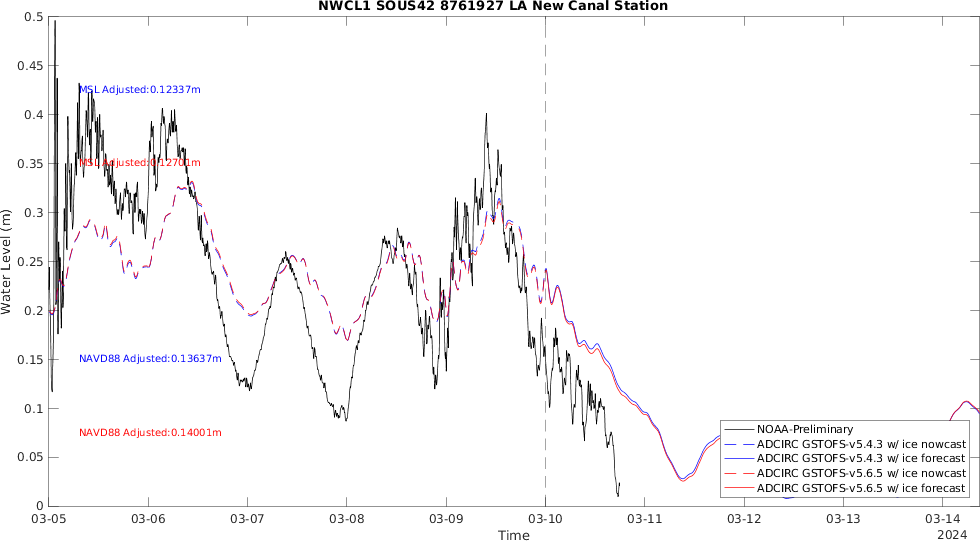 NWCL1 SOUS42 8761927 LA New Canal Station
0.5
0.45
0.4
0.35
0.3
0.25
0.2
0.15
0.1
0.05
0
Water Level (m)
MSL Adjusted:0.12337m
MSL Adjusted:0.12701m
NAVD88 Adjusted:0.13637m
NAVD88 Adjusted:0.14001m
NOAA-Preliminary
ADCIRC GSTOFS-v5.4.3 w/ ice nowcast
ADCIRC GSTOFS-v5.4.3 w/ ice forecast
ADCIRC GSTOFS-v5.6.5 w/ ice nowcast
ADCIRC GSTOFS-v5.6.5 w/ ice forecast
03-05 03-06 03-07 03-08 03-09 03-10 03-11 03-12 03-13 03-14
Time 2024